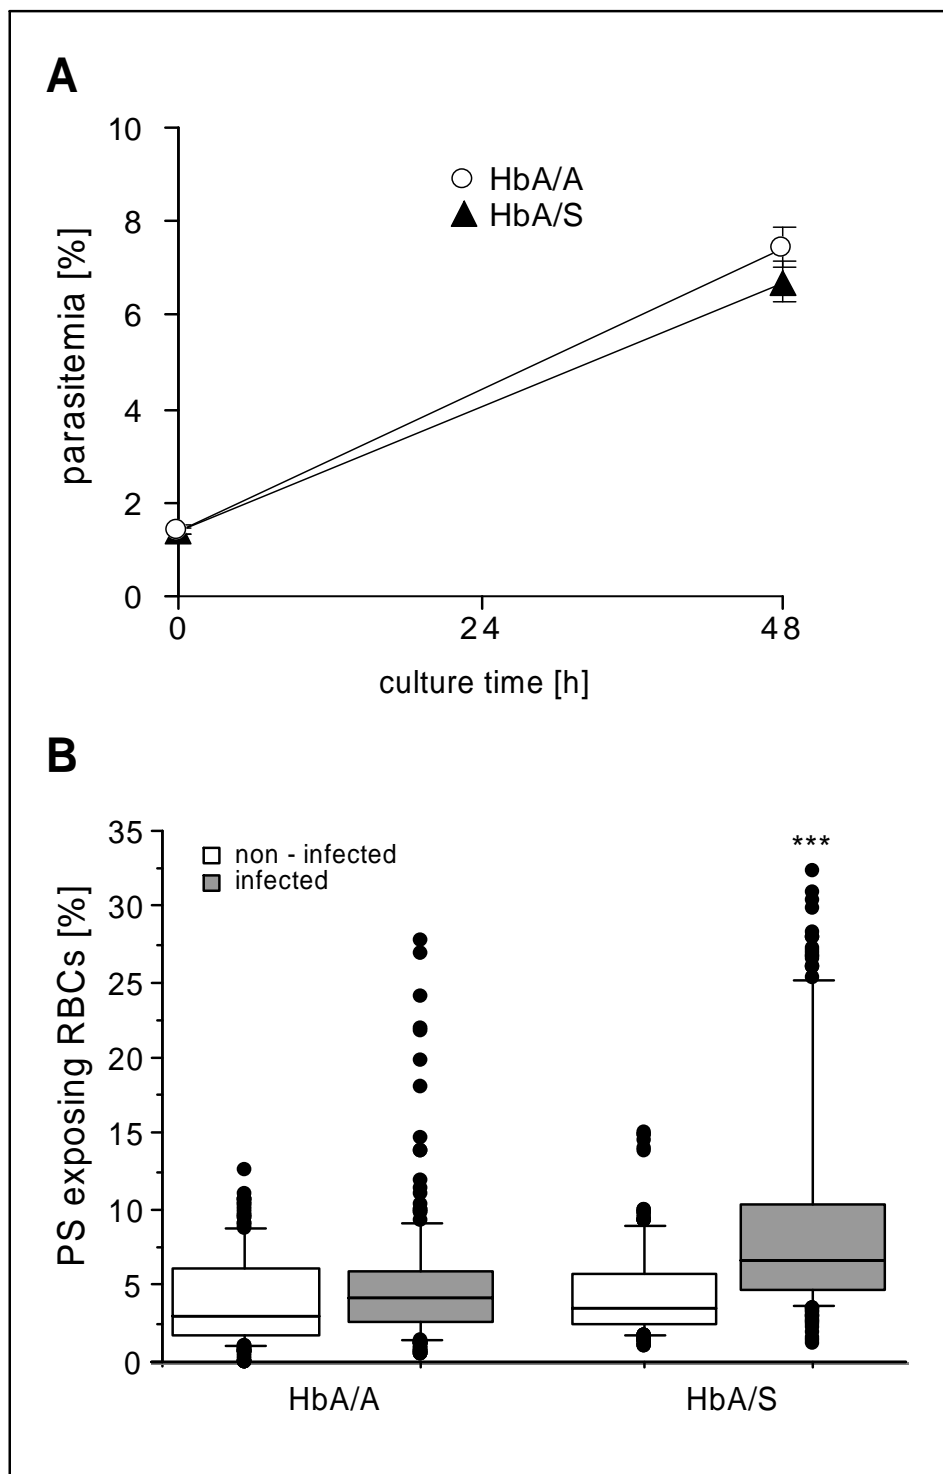 A
10
8
6
4
2
0
parasitemia [%]
HbA/A
HbA/S
0 24 48
culture time [h]
B
35
30
25
20
15
10
5
0
PS exposing RBCs [%]
non - infected
infected
***
HbA/A HbA/S